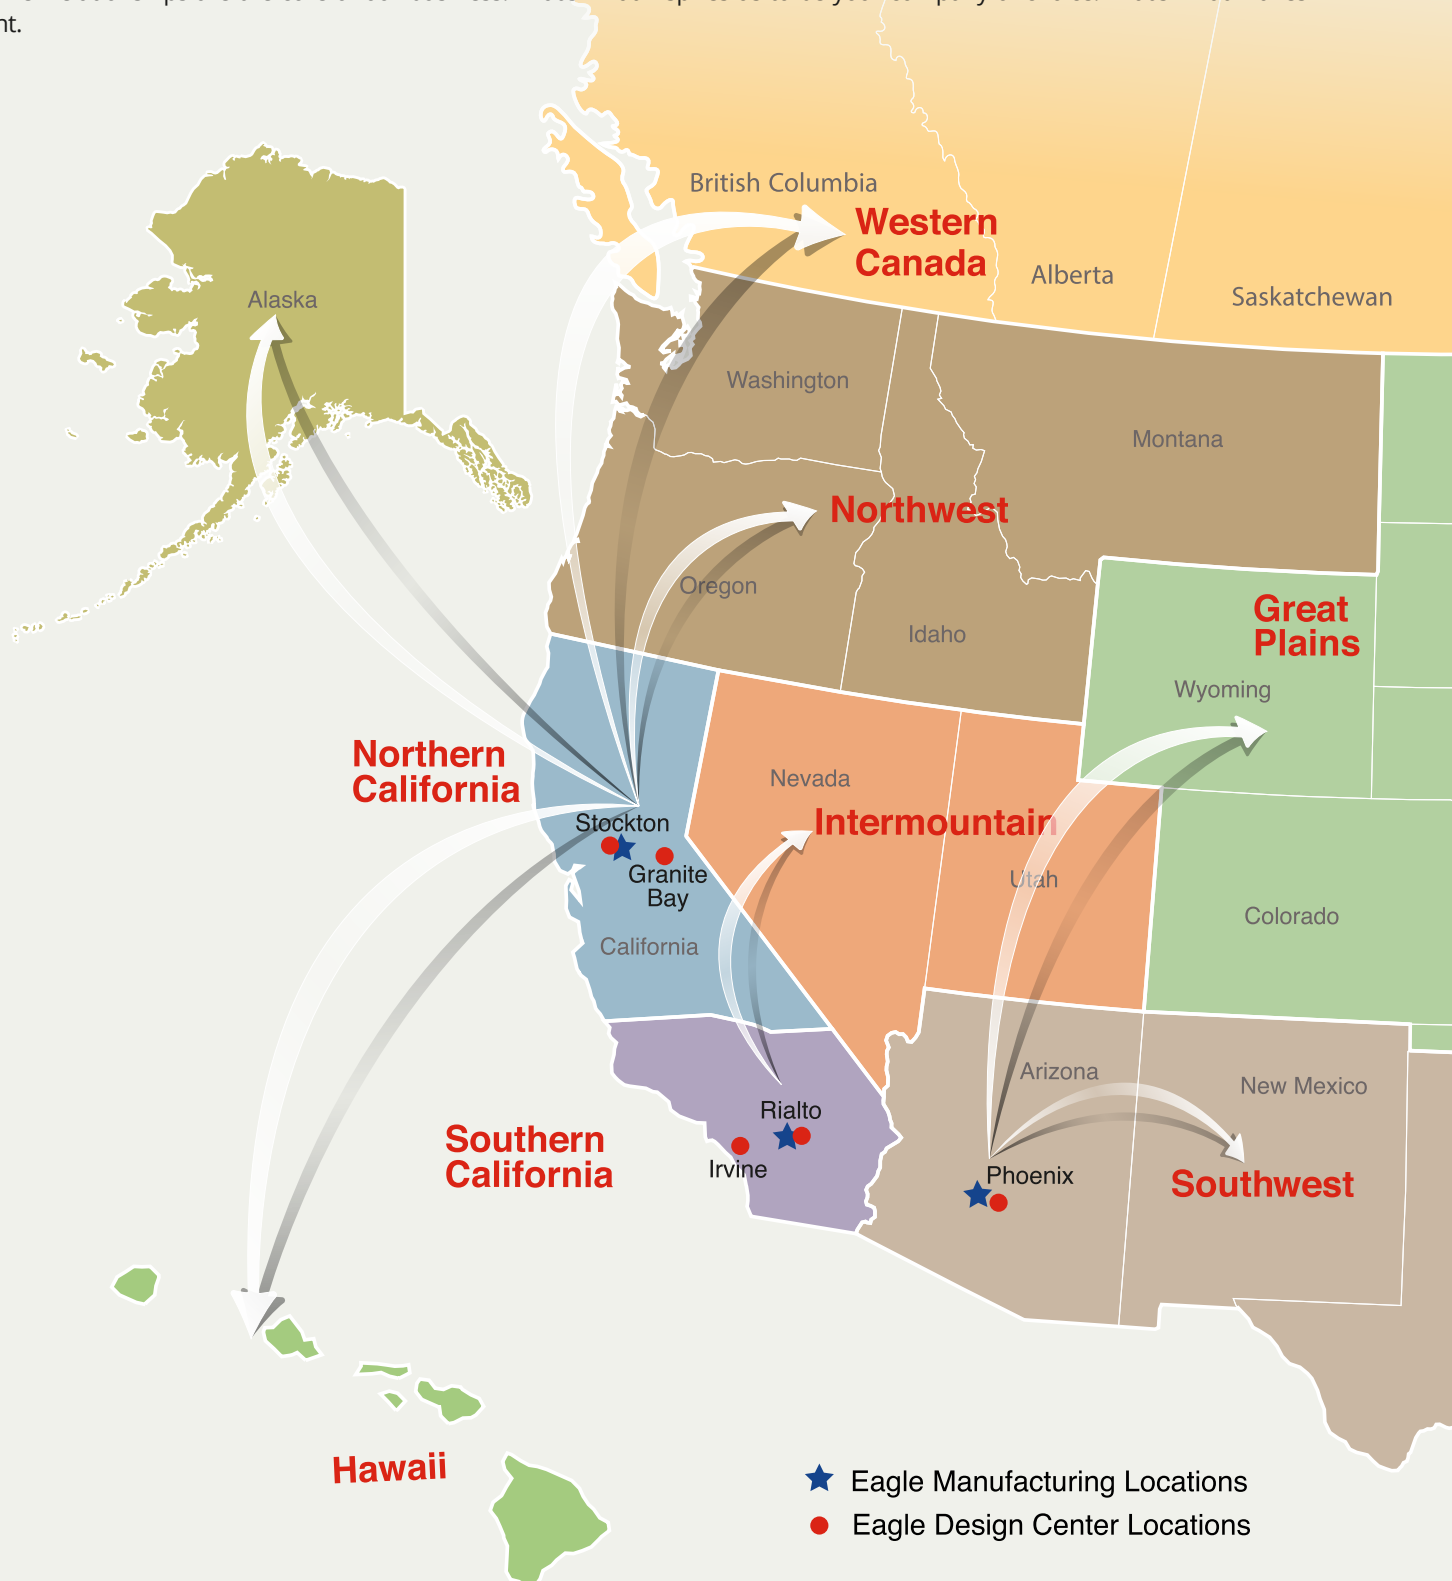 nt.
British Columbia
Western
Canada
Alberta
Saskatchewan
Alaska
Washington
Montana
Northwest
Oregon
Idaho
Great
Plains
Wyoming
Northern
California
Nevada
Intermountain
Stockton
Granite
Bay
Utah
Colorado
California
Arizona
New Mexico
Rialto
Southern
California
Irvine
Phoenix
Southwest
Hawaii
Eagle Manufacturing Locations
Eagle Design Center Locations